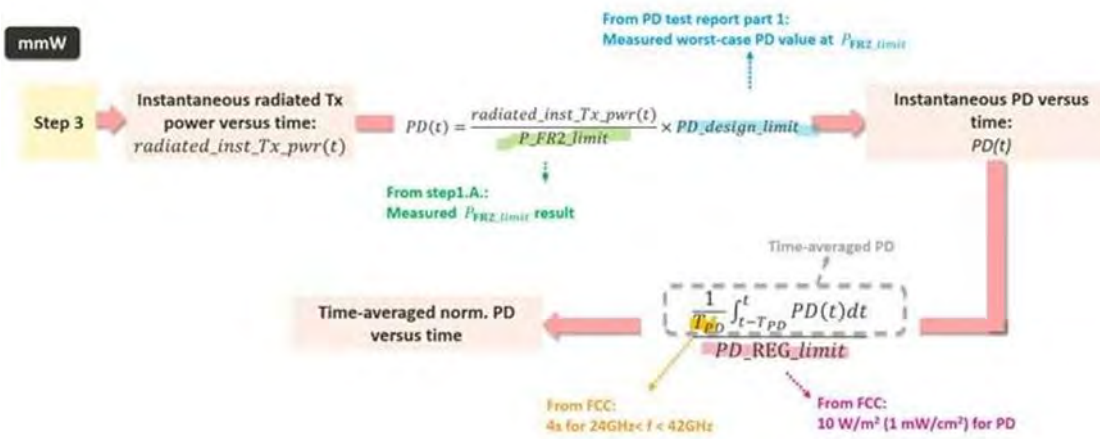 mmW
From PD test report part 1:
Measured worst-case PD value at P_FR2_limit
Step 3
Instantaneous radiated Tx
power versus time:
radiated_inst_Tx_pwr(t)
PD(t) = radiated_inst_Tx_pwr(t) / P_FR2_limit × PD_design_limit
Instantaneous PD versus
time:
PD(t)
From step1.A.:
Measured P_FR2_limit result
Time-averaged PD
1/T_PD ∫_{t-T_PD}^{t} PD(t)dt
PD_REG_limit
Time-averaged norm. PD
versus time
From FCC:
4s for 24GHz< f < 42GHz
From FCC:
10 W/m² (1 mW/cm²) for PD